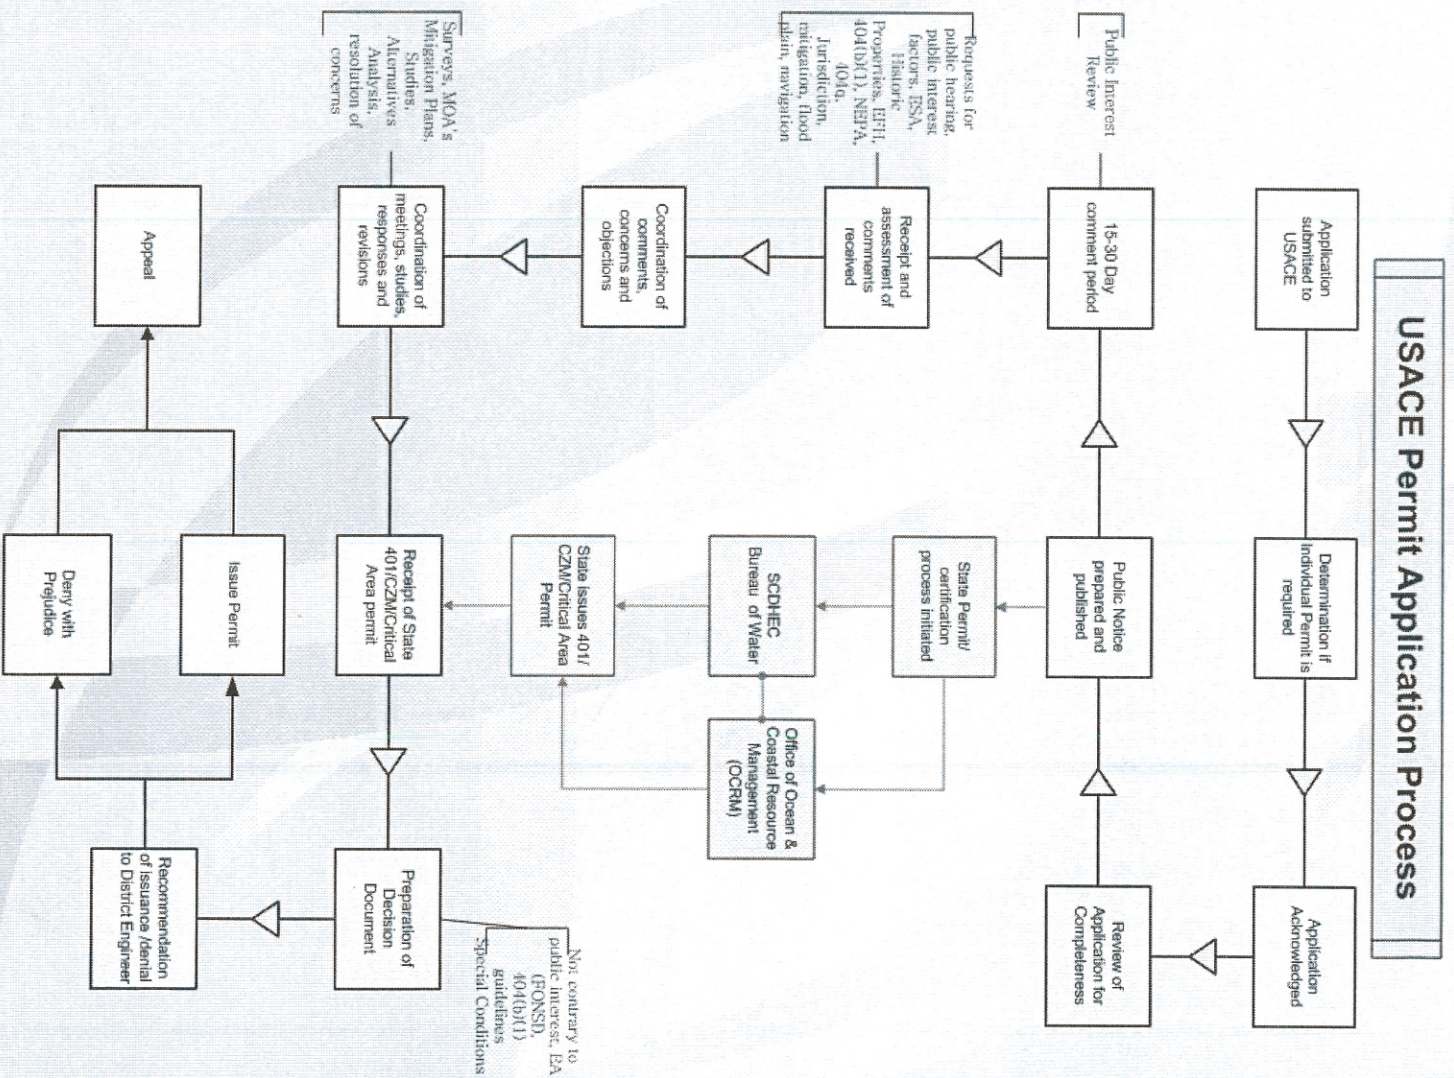 USACE Permit Application Process
Application
submitted to
USACE
Determination if
Individual Permit is
required
Application
Acknowledged
Review of
Application for
Completeness
Public Notice
prepared and
published
15-30 Day
comment period
Public Interest
Review
State Permit/
certification
process initiated
Receipt and
assessment of
comments
received
Requests for
public hearing,
public interest
factors, ESA,
Historic
Properties, EFH,
404(b)(1), NEPA,
404q,
Jurisdiction,
mitigation, flood
plain, navigation
SCDHEC
Bureau of Water
Office of Ocean &
Coastal Resource
Management
(OCRM)
Coordination of
comments,
concerns and
objections
State issues 401/
CZM/Critical Area
Permit
Coordination of
meetings, studies,
responses and
revisions
Surveys, MOA's
Mitigation Plans,
Studies,
Alternatives
Analysis,
resolution of
concerns
Receipt of State
401/CZM/Critical
Area permit
Preparation of
Decision
Document
Not contrary to
public interest, EA
(FONSI),
404(b)(1)
guidelines
Special Conditions
Recommendation
of issuance /denial
to District Engineer
Issue Permit
Deny with
Prejudice
Appeal